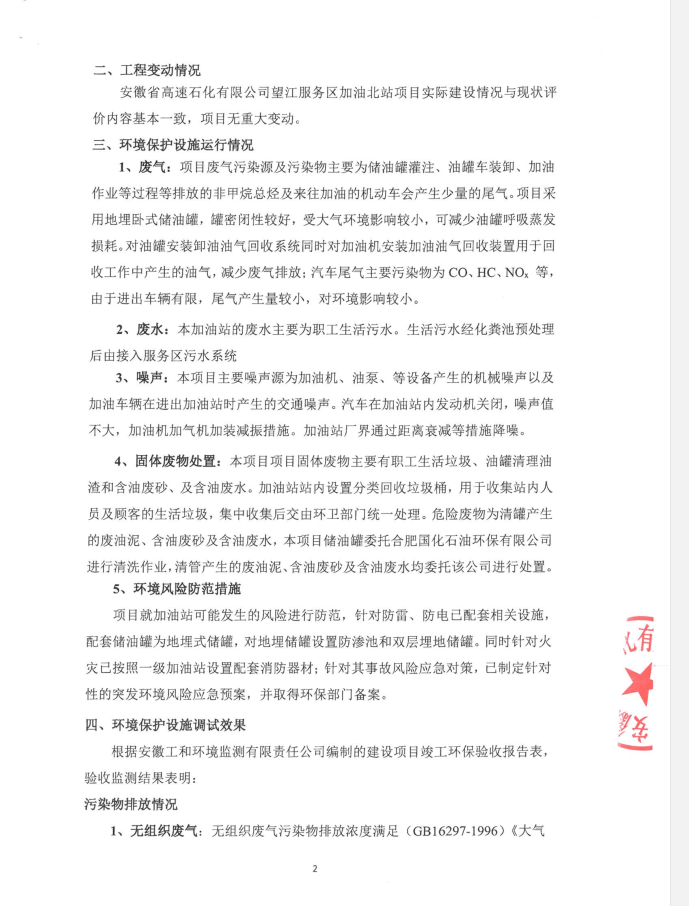 二、工程变动情况
安徽省高速石化有限公司望江服务区加油北站项目实际建设情况与现状评
价内容基本一致，项目无重大变动。
三、环境保护设施运行情况
1、废气：项目废气污染源及污染物主要为储油罐灌注、油罐车装卸、加油
作业等过程等排放的非甲烷总烃及来往加油的机动车会产生少量的尾气。项目采
用地埋卧式储油罐，罐密闭性较好，受大气环境影响较小，可减少油罐呼吸蒸发
损耗。对油罐安装卸油油气回收系统同时对加油机安装加油油气回收装置用于回
收工作中产生的油气，减少废气排放；汽车尾气主要污染物为 CO、HC、NOₓ 等，
由于进出车辆有限，尾气产生量较小，对环境影响较小。
2、废水：本加油站的废水主要为职工生活污水。生活污水经化粪池预处理
后由接入服务区污水系统
3、噪声：本项目主要噪声源为加油机、油泵、等设备产生的机械噪声以及
加油车辆在进出加油站时产生的交通噪声。汽车在加油站内发动机关闭，噪声值
不大，加油机加气机加装减振措施。加油站厂界通过距离衰减等措施降噪。
4、固体废物处置：本项目项目固体废物主要有职工生活垃圾、油罐清理油
渣和含油废砂、及含油废水。加油站站内设置分类回收垃圾桶，用于收集站内人
员及顾客的生活垃圾，集中收集后交由环卫部门统一处理。危险废物为清罐产生
的废油泥、含油废砂及含油废水，本项目储油罐委托合肥国化石油环保有限公司
进行清洗作业，清管产生的废油泥、含油废砂及含油废水均委托该公司进行处置。
5、环境风险防范措施
项目就加油站可能发生的风险进行防范，针对防雷、防电已配套相关设施，
配套储油罐为地埋式储罐，对地埋储罐设置防渗池和双层埋地储罐。同时针对火
灾已按照一级加油站设置配套消防器材；针对其事故风险应急对策，已制定针对
性的突发环境风险应急预案，并取得环保部门备案。
四、环境保护设施调试效果
根据安徽工和环境监测有限责任公司编制的建设项目竣工环保验收报告表，
验收监测结果表明：
污染物排放情况
1、无组织废气：无组织废气污染物排放浓度满足（GB16297-1996）《大气
2
有
安